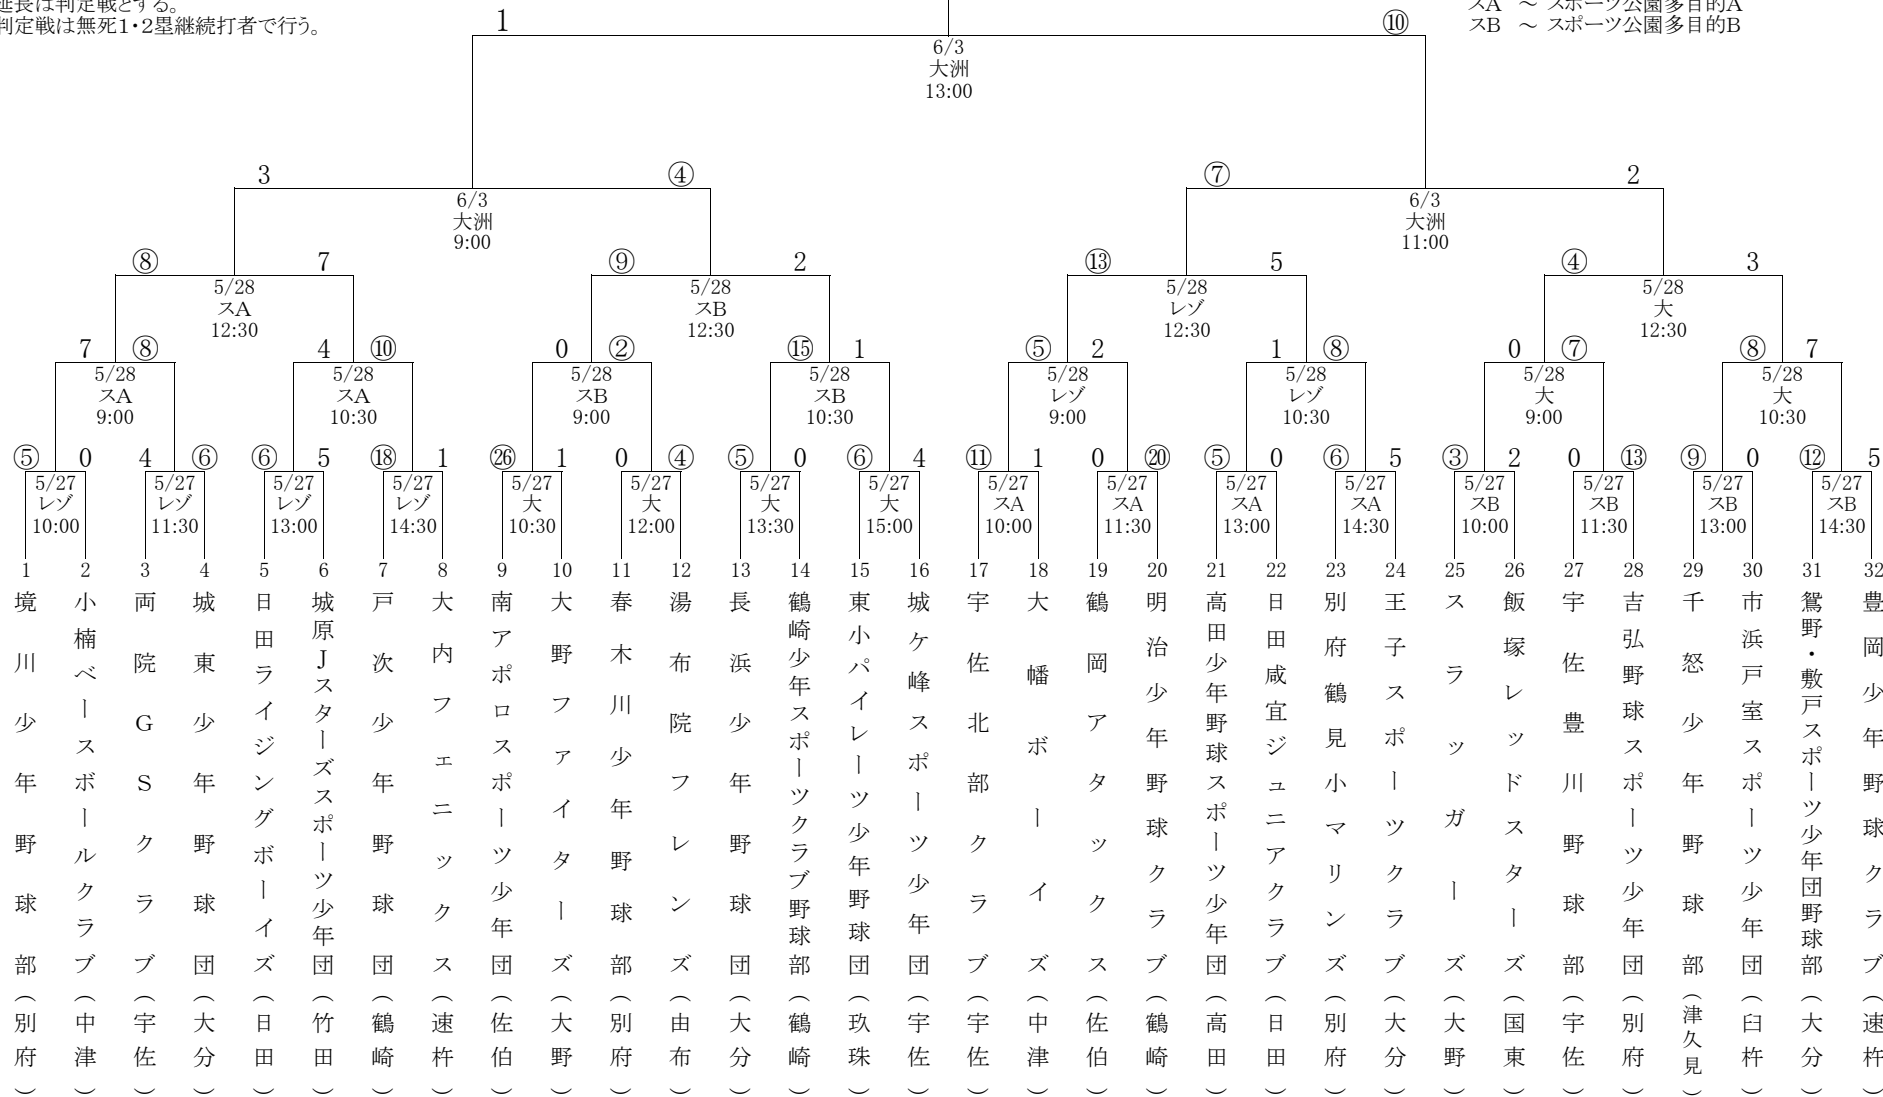 延長は判定戦とする。
判定戦は無死1・2塁継続打者で行う。
スA ～ スポーツ公園多目的A
スB ～ スポーツ公園多目的B
1 ⑩
6/3
大洲
13:00
3 ④ ⑦ 2
6/3 6/3
大洲 大洲
9:00 11:00
⑧ 7 ⑨ 2 ⑬ 5 ④ 3
5/28 5/28 5/28 5/28
スA スB レゾ 大
12:30 12:30 12:30 12:30
7 ⑧ 4 ⑩ 0 ② ⑮ 1 ⑤ 2 1 ⑧ 0 ⑦ ⑧ 7
5/28 5/28 5/28 5/28 5/28 5/28 5/28 5/28
スA スA スB スB レゾ レゾ 大 大
9:00 10:30 9:00 10:30 9:00 10:30 9:00 10:30
⑤ 0 4 ⑥ ⑥ 5 ⑱ 1 ㉖ 1 0 ④ ⑤ 0 ⑥ 4 ⑪ 1 0 ⑳ ⑤ 0 ⑥ 5 ③ 2 0 ⑬ ⑨ 0 ⑫ 5
5/27 5/27 5/27 5/27 5/27 5/27 5/27 5/27 5/27 5/27 5/27 5/27 5/27 5/27 5/27 5/27
レゾ レゾ レゾ レゾ 大 大 大 大 スA スA スA スA スB スB スB スB
10:00 11:30 13:00 14:30 10:30 12:00 13:30 15:00 10:00 11:30 13:00 14:30 10:00 11:30 13:00 14:30
1 境川少年野球部（別府）
2 小楠ベースボールクラブ（中津）
3 両院GSクラブ（宇佐）
4 城東少年野球団（大分）
5 日田ライジングボーイズ（日田）
6 城原Jスターズスポーツ少年団（竹田）
7 戸次少年野球団（鶴崎）
8 大内フェニックス（速杵）
9 南アポロスポーツ少年団（佐伯）
10 大野ファイターズ（大野）
11 春木川少年野球部（別府）
12 湯布院フレンズ（由布）
13 長浜少年野球団（大分）
14 鶴崎少年スポーツクラブ野球部（鶴崎）
15 東小パイレーツ少年野球団（玖珠）
16 城ケ峰スポーツ少年団（宇佐）
17 宇佐北部クラブ（宇佐）
18 大幡ボーイズ（中津）
19 鶴岡アタックス（佐伯）
20 明治少年野球クラブ（鶴崎）
21 高田少年野球スポーツ少年団（高田）
22 日田咸宜ジュニアクラブ（日田）
23 別府鶴見小マリンズ（別府）
24 王子スポーツクラブ（大分）
25 スラッガーズ（大野）
26 飯塚レッドスターズ（国東）
27 宇佐豊川野球部（宇佐）
28 吉弘野球スポーツ少年団（別府）
29 千怒少年野球部（津久見）
30 市浜戸室スポーツ少年団（臼杵）
31 鴛野・敷戸スポーツ少年団野球部（大分）
32 豊岡少年野球クラブ（速杵）